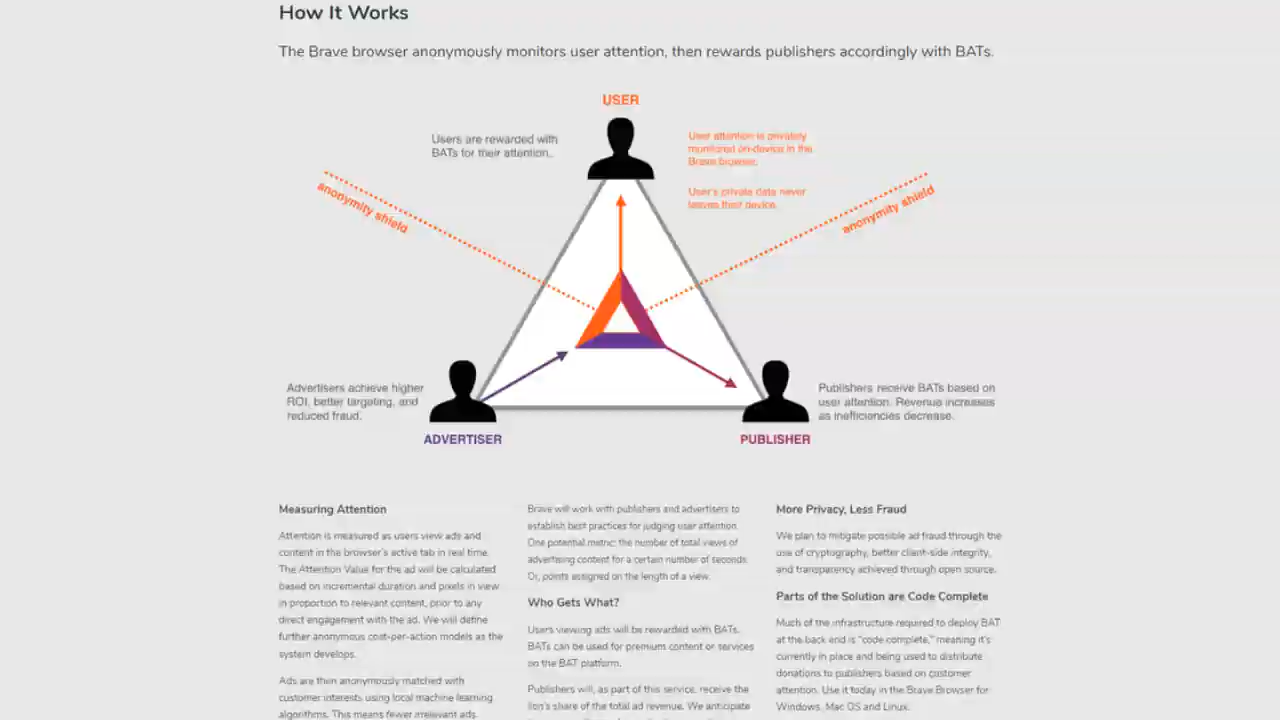 How It Works
The Brave browser anonymously monitors user attention, then rewards publishers accordingly with BATs.
USER
Users are rewarded with
BATs for their attention.
User attention is privately
monitored on-device in the
Brave browser.
User's private data never
leaves their device.
anonymity shield
anonymity shield
Advertisers achieve higher
ROI, better targeting, and
reduced fraud.
ADVERTISER
Publishers receive BATs based on
user attention. Revenue increases
as inefficiencies decrease.
PUBLISHER
Measuring Attention
Attention is measured as users view ads and
content in the browser's active tab in real time.
The Attention Value for the ad will be calculated
based on incremental duration and pixels in view
in proportion to relevant content, prior to any
direct engagement with the ad. We will define
further anonymous cost-per-action models as the
system develops.
Ads are then anonymously matched with
customer interests using local machine learning
algorithms. This means fewer irrelevant ads.
Brave will work with publishers and advertisers to
establish best practices for judging user attention.
One potential metric: the number of total views of
advertising content for a certain number of seconds.
Or, points assigned on the length of a view.
Who Gets What?
Users viewing ads will be rewarded with BATs.
BATs can be used for premium content or services
on the BAT platform.
Publishers will, as part of this service, receive the
lion's share of the total ad revenue. We anticipate
More Privacy, Less Fraud
We plan to mitigate possible ad fraud through the
use of cryptography, better client-side integrity,
and transparency achieved through open source.
Parts of the Solution are Code Complete
Much of the infrastructure required to deploy BAT
at the back end is "code complete," meaning it's
currently in place and being used to distribute
donations to publishers based on customer
attention. Use it today in the Brave Browser for
Windows, Mac OS and Linux.